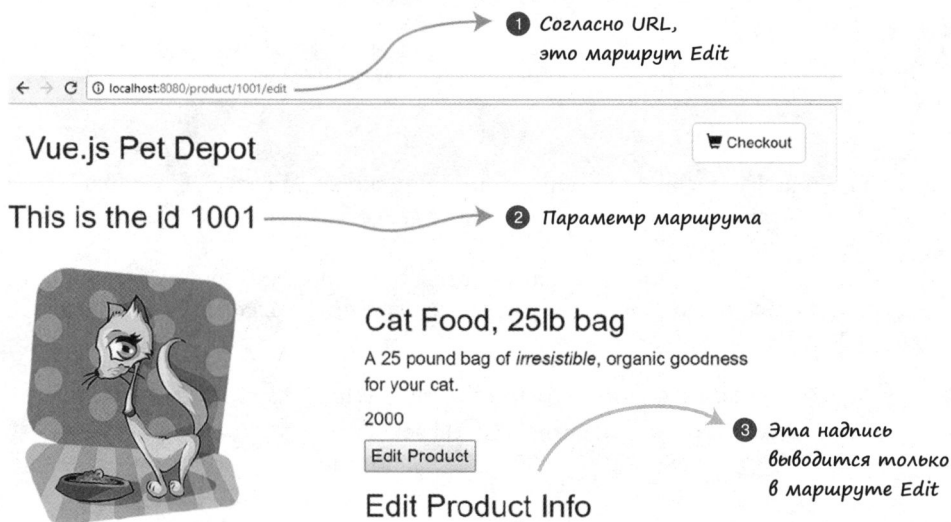 1 Согласно URL,
это маршрут Edit
localhost:8080/product/1001/edit
Vue.js Pet Depot
Checkout
This is the id 1001
2 Параметр маршрута
Cat Food, 25lb bag
A 25 pound bag of irresistible, organic goodness
for your cat.
2000
Edit Product
3 Эта надпись
выводится только
в маршруте Edit
Edit Product Info